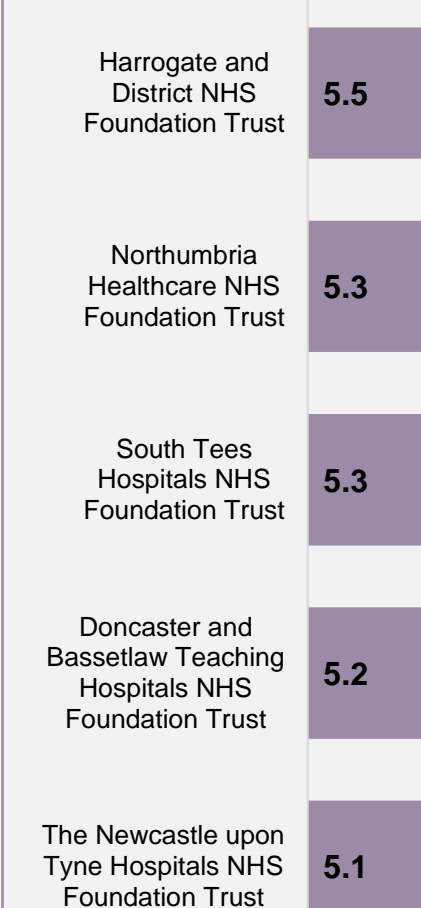 Harrogate and
District NHS
Foundation Trust
5.5
Northumbria
Healthcare NHS
Foundation Trust
5.3
South Tees
Hospitals NHS
Foundation Trust
5.3
Doncaster and
Bassetlaw Teaching
Hospitals NHS
Foundation Trust
5.2
The Newcastle upon
Tyne Hospitals NHS
Foundation Trust
5.1